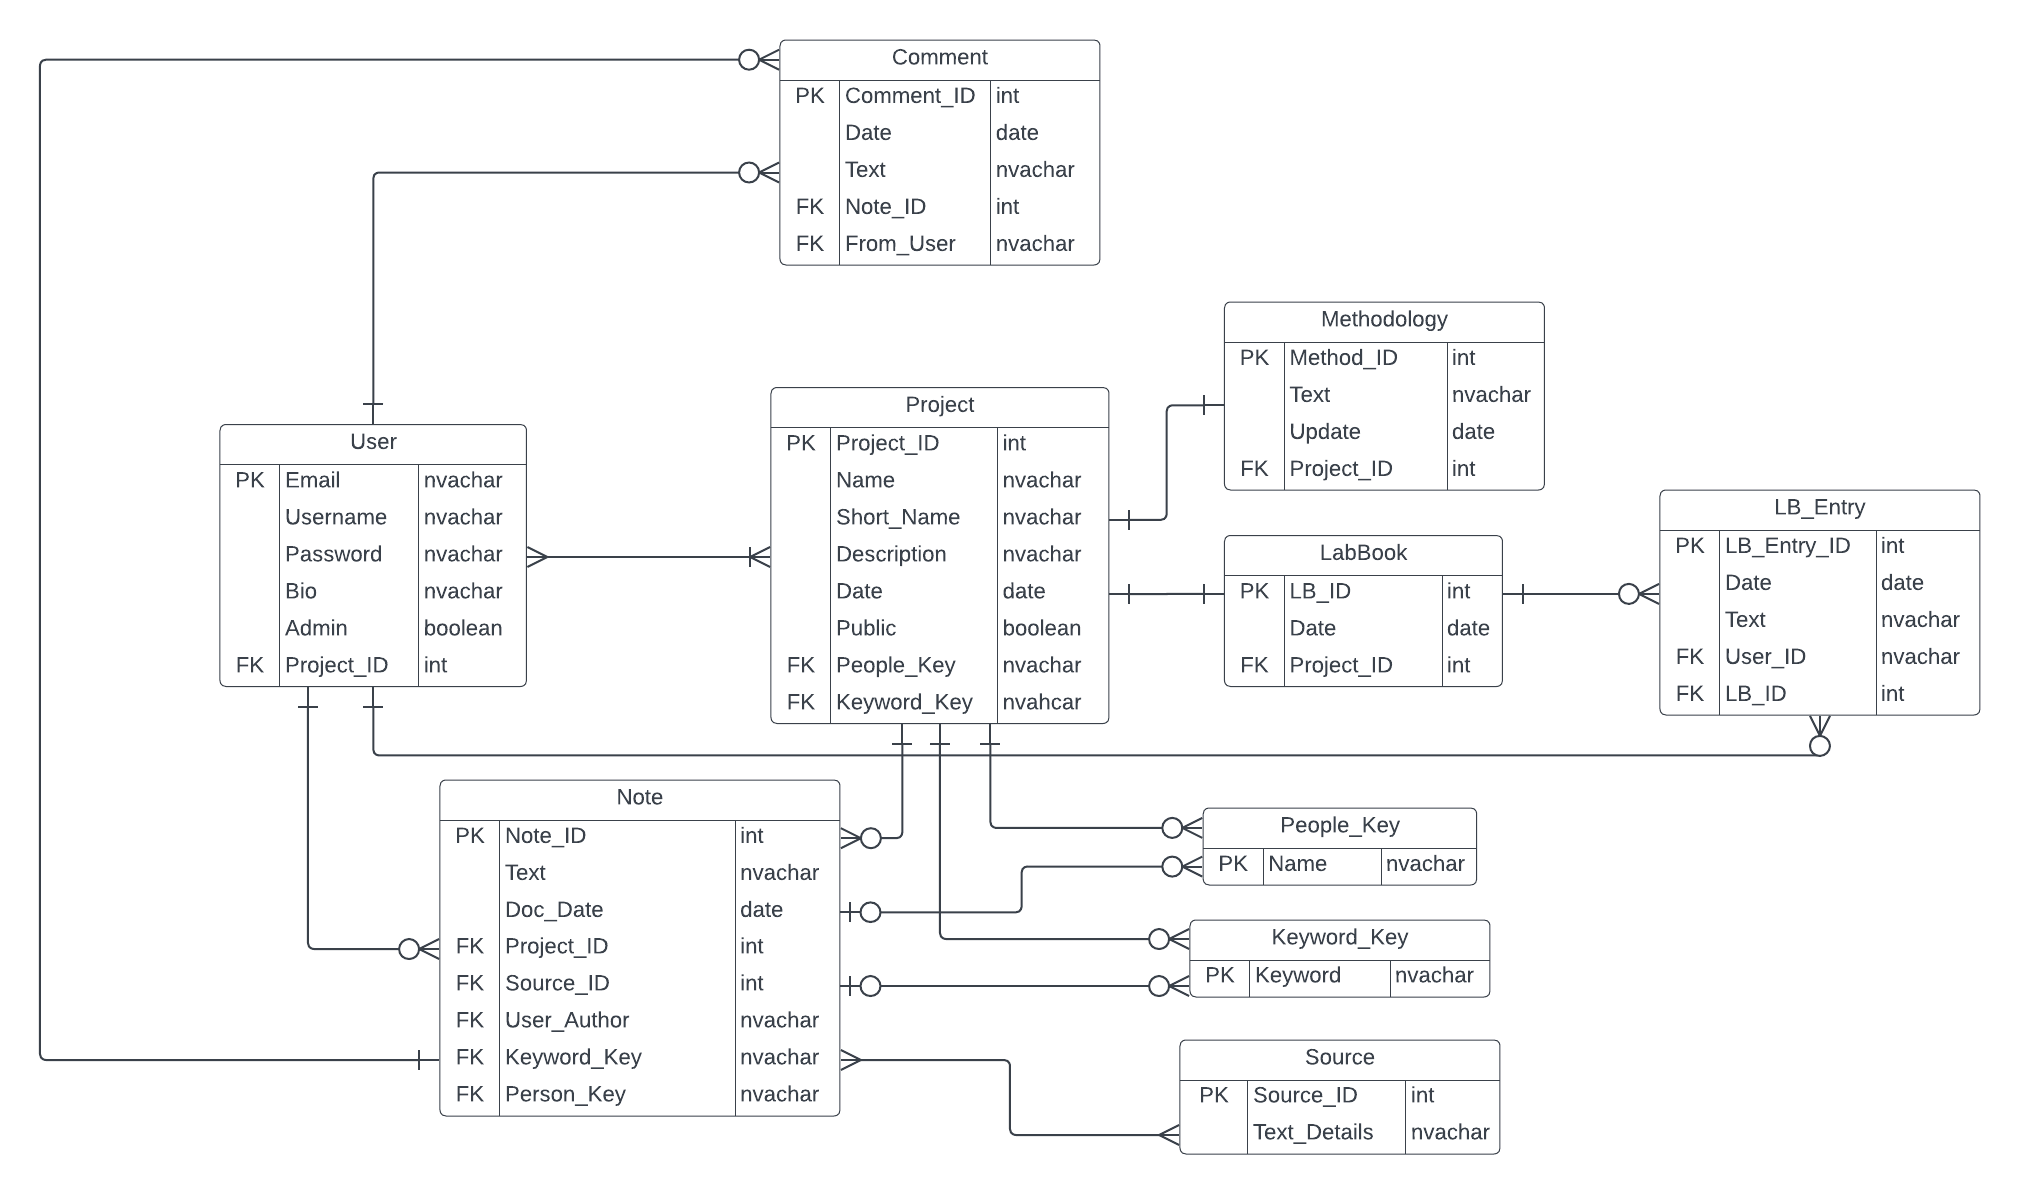 Comment
PK Comment_ID int
Date date
Text nvachar
FK Note_ID int
FK From_User nvachar
Methodology
PK Method_ID int
Text nvachar
Update date
FK Project_ID int
Project
PK Project_ID int
Name nvachar
Short_Name nvachar
Description nvachar
Date date
Public boolean
FK People_Key nvachar
FK Keyword_Key nvahcar
User
PK Email nvachar
Username nvachar
Password nvachar
Bio nvachar
Admin boolean
FK Project_ID int
LB_Entry
PK LB_Entry_ID int
Date date
Text nvachar
FK User_ID nvachar
FK LB_ID int
LabBook
PK LB_ID int
Date date
FK Project_ID int
Note
PK Note_ID int
Text nvachar
Doc_Date date
FK Project_ID int
FK Source_ID int
FK User_Author nvachar
FK Keyword_Key nvachar
FK Person_Key nvachar
People_Key
PK Name nvachar
Keyword_Key
PK Keyword nvachar
Source
PK Source_ID int
Text_Details nvachar